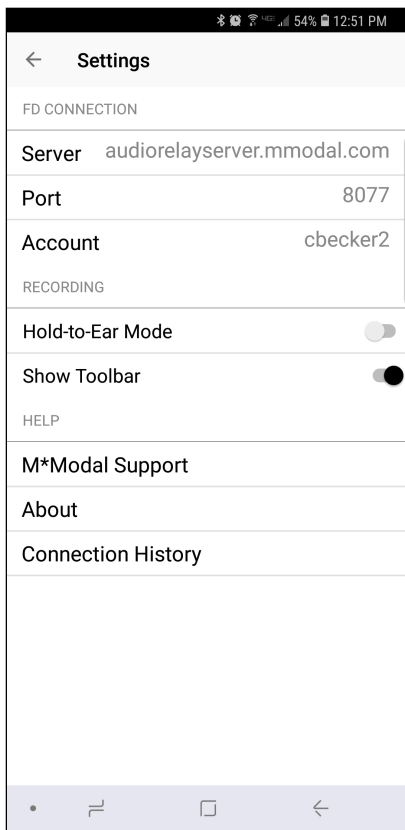 54% 12:51 PM
Settings
FD CONNECTION
Server audiorelayserver.mmodal.com
Port 8077
Account cbecker2
RECORDING
Hold-to-Ear Mode
Show Toolbar
HELP
M*Modal Support
About
Connection History